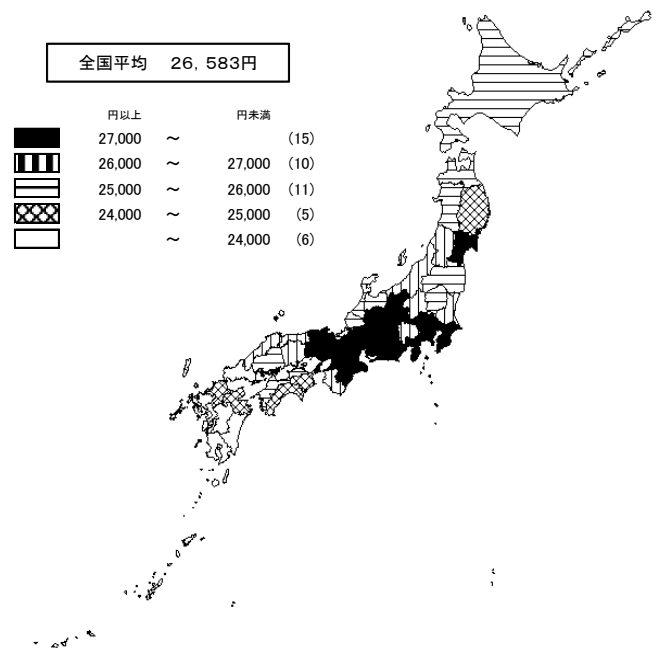 全国平均　２６，５８３円
円以上　円未満
27,000　～　（15）
26,000　～　27,000　（10）
25,000　～　26,000　（11）
24,000　～　25,000　（5）
～　24,000　（6）